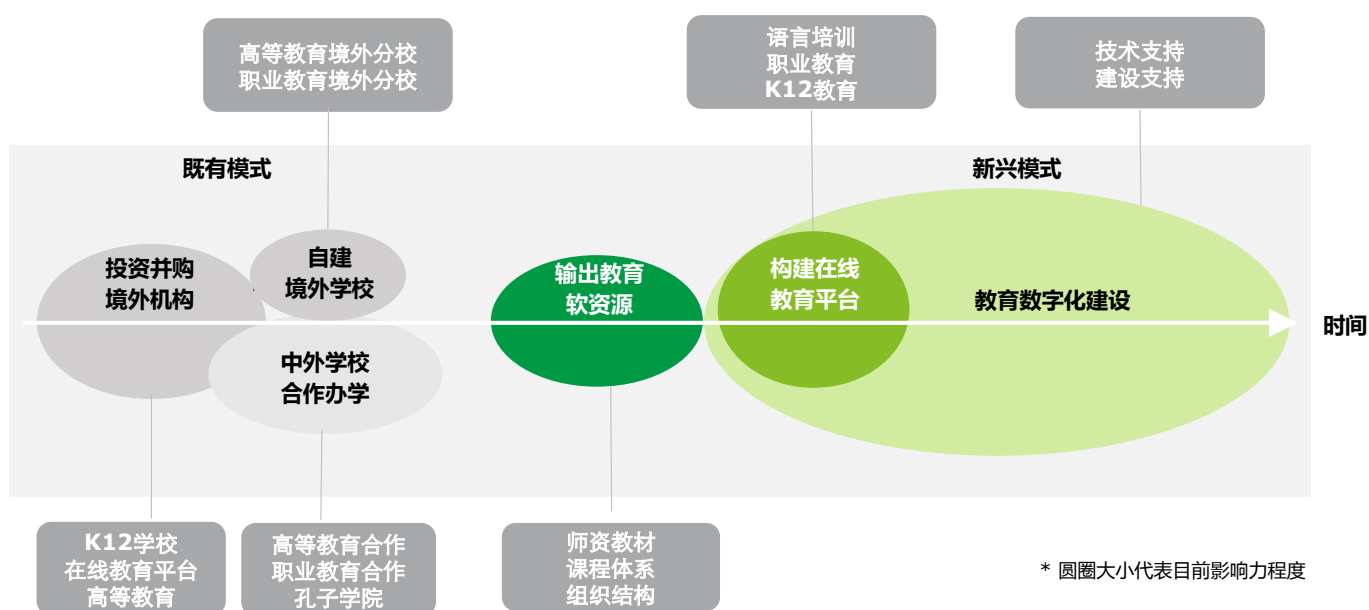 高等教育境外分校
职业教育境外分校
语言培训
职业教育
K12教育
技术支持
建设支持
既有模式
新兴模式
投资并购
境外机构
自建
境外学校
中外学校
合作办学
输出教育
软资源
构建在线
教育平台
教育数字化建设
时间
K12学校
在线教育平台
高等教育
高等教育合作
职业教育合作
孔子学院
师资教材
课程体系
组织结构
* 圆圈大小代表目前影响力程度